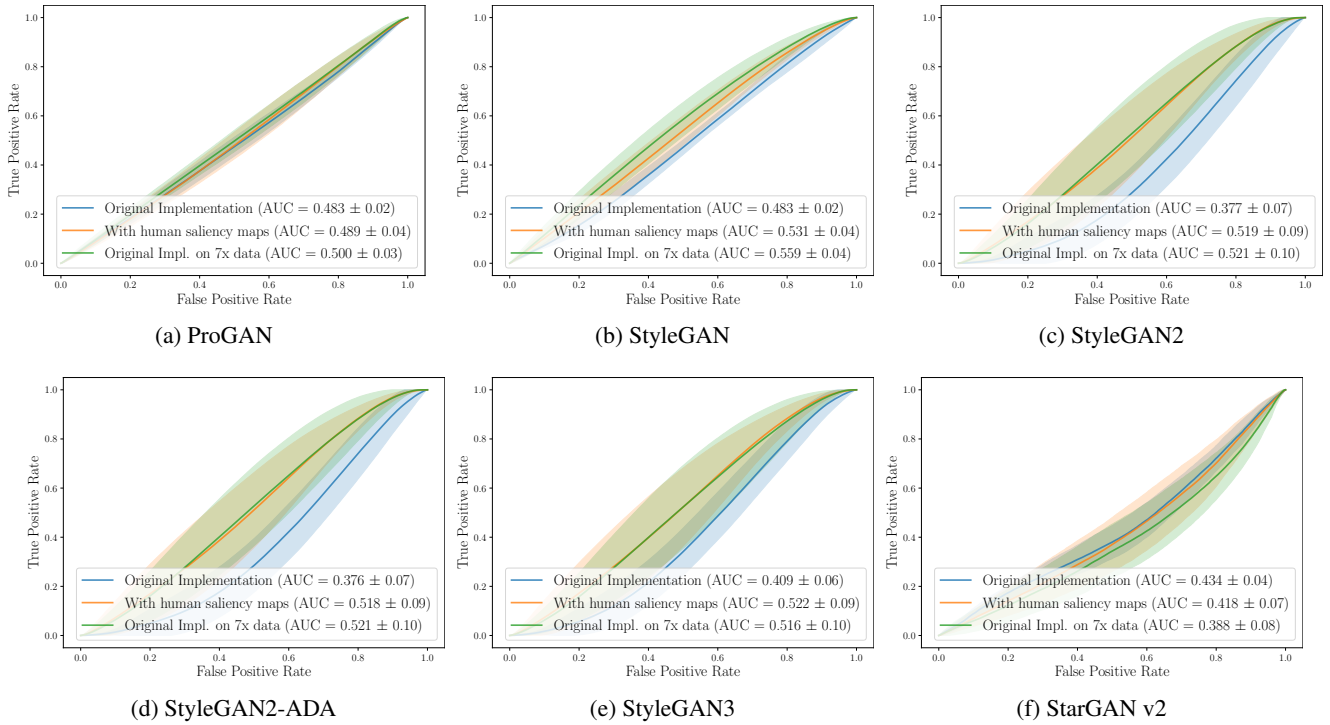 1.0
0.8
0.6
0.4
0.2
0.0
True Positive Rate
Original Implementation (AUC = 0.483 ± 0.02)
With human saliency maps (AUC = 0.489 ± 0.04)
Original Impl. on 7x data (AUC = 0.500 ± 0.03)
0.0 0.2 0.4 0.6 0.8 1.0
False Positive Rate
(a) ProGAN
1.0
0.8
0.6
0.4
0.2
0.0
True Positive Rate
Original Implementation (AUC = 0.483 ± 0.02)
With human saliency maps (AUC = 0.531 ± 0.04)
Original Impl. on 7x data (AUC = 0.559 ± 0.04)
0.0 0.2 0.4 0.6 0.8 1.0
False Positive Rate
(b) StyleGAN
1.0
0.8
0.6
0.4
0.2
0.0
True Positive Rate
Original Implementation (AUC = 0.377 ± 0.07)
With human saliency maps (AUC = 0.519 ± 0.09)
Original Impl. on 7x data (AUC = 0.521 ± 0.10)
0.0 0.2 0.4 0.6 0.8 1.0
False Positive Rate
(c) StyleGAN2
1.0
0.8
0.6
0.4
0.2
0.0
True Positive Rate
Original Implementation (AUC = 0.376 ± 0.07)
With human saliency maps (AUC = 0.518 ± 0.09)
Original Impl. on 7x data (AUC = 0.521 ± 0.10)
0.0 0.2 0.4 0.6 0.8 1.0
False Positive Rate
(d) StyleGAN2-ADA
1.0
0.8
0.6
0.4
0.2
0.0
True Positive Rate
Original Implementation (AUC = 0.409 ± 0.06)
With human saliency maps (AUC = 0.522 ± 0.09)
Original Impl. on 7x data (AUC = 0.516 ± 0.10)
0.0 0.2 0.4 0.6 0.8 1.0
False Positive Rate
(e) StyleGAN3
1.0
0.8
0.6
0.4
0.2
0.0
True Positive Rate
Original Implementation (AUC = 0.434 ± 0.04)
With human saliency maps (AUC = 0.418 ± 0.07)
Original Impl. on 7x data (AUC = 0.388 ± 0.08)
0.0 0.2 0.4 0.6 0.8 1.0
False Positive Rate
(f) StarGAN v2